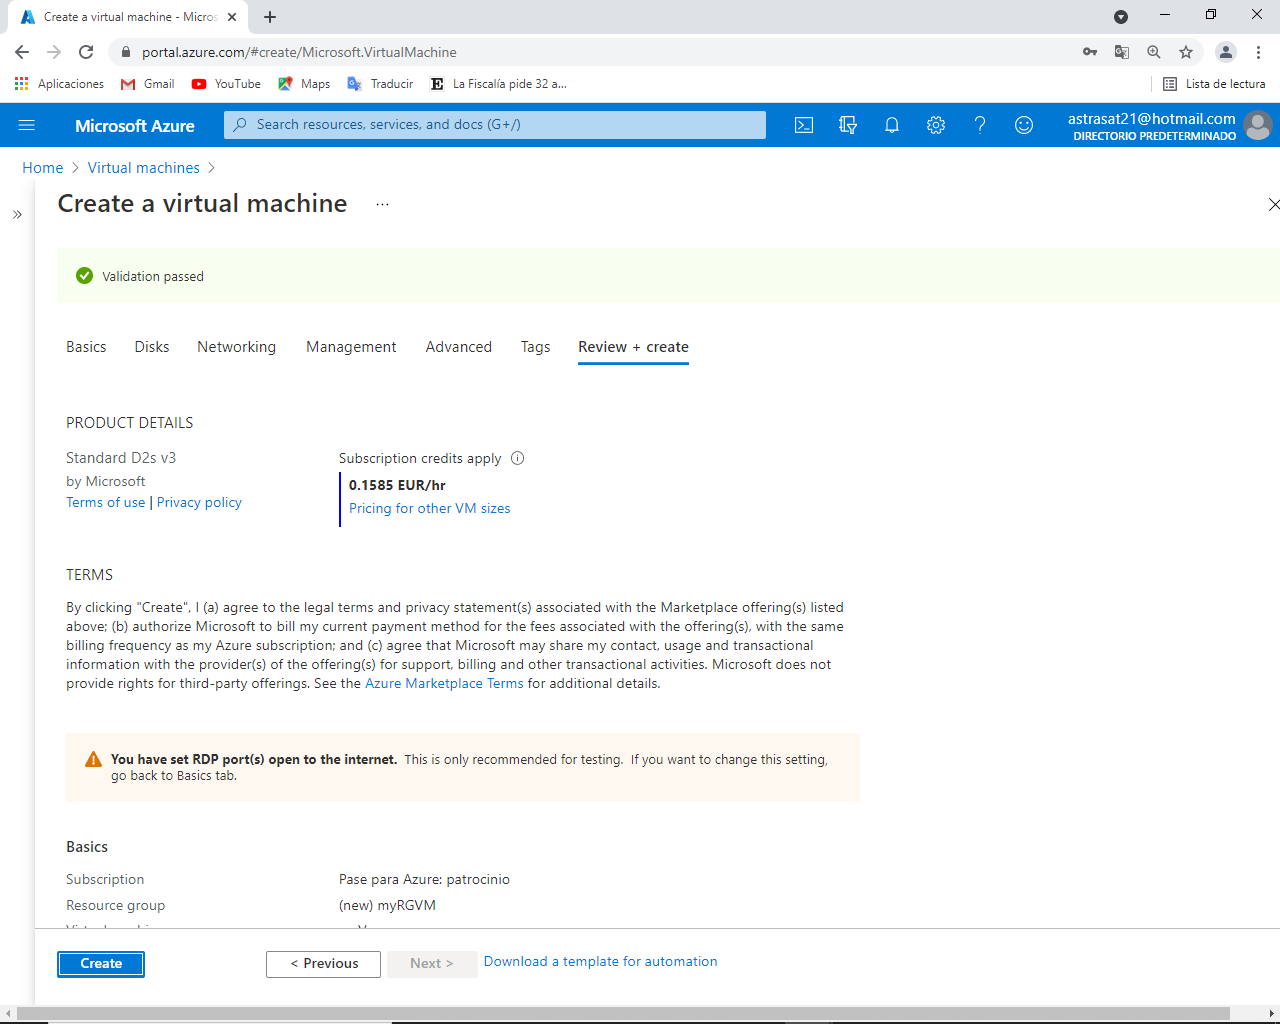 Create a virtual machine - Micros
portal.azure.com/#create/Microsoft.VirtualMachine
Aplicaciones
Gmail
YouTube
Maps
Traducir
La Fiscalía pide 32 a...
Lista de lectura
Microsoft Azure
Search resources, services, and docs (G+/)
astrasat21@hotmail.com
DIRECTORIO PREDETERMINADO
Home > Virtual machines >
Create a virtual machine ...
Validation passed
Basics
Disks
Networking
Management
Advanced
Tags
Review + create
PRODUCT DETAILS
Standard D2s v3
by Microsoft
Terms of use | Privacy policy
Subscription credits apply
0.1585 EUR/hr
Pricing for other VM sizes
TERMS
By clicking "Create", I (a) agree to the legal terms and privacy statement(s) associated with the Marketplace offering(s) listed
above; (b) authorize Microsoft to bill my current payment method for the fees associated with the offering(s), with the same
billing frequency as my Azure subscription; and (c) agree that Microsoft may share my contact, usage and transactional
information with the provider(s) of the offering(s) for support, billing and other transactional activities. Microsoft does not
provide rights for third-party offerings. See the Azure Marketplace Terms for additional details.
You have set RDP port(s) open to the internet. This is only recommended for testing. If you want to change this setting,
go back to Basics tab.
Basics
Subscription
Pase para Azure: patrocinio
Resource group
(new) myRGVM
Create
< Previous
Next >
Download a template for automation